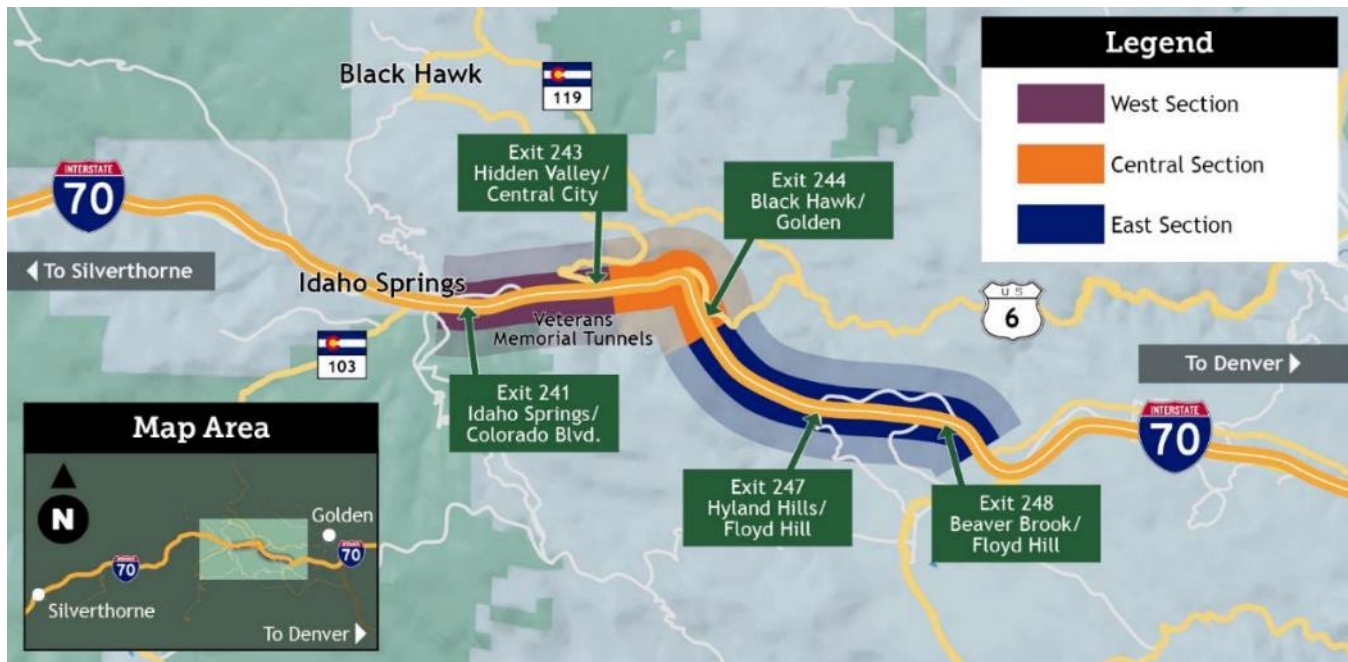 Black Hawk
119
Exit 243
Hidden Valley/
Central City
Exit 244
Black Hawk/
Golden
Legend
West Section
Central Section
East Section
INTERSTATE
70
To Silverthorne
Idaho Springs
Veterans
Memorial Tunnels
103
Exit 241
Idaho Springs/
Colorado Blvd.
US
6
To Denver
INTERSTATE
70
Exit 247
Hyland Hills/
Floyd Hill
Exit 248
Beaver Brook/
Floyd Hill
Map Area
N
Golden
70
70
Silverthorne
To Denver